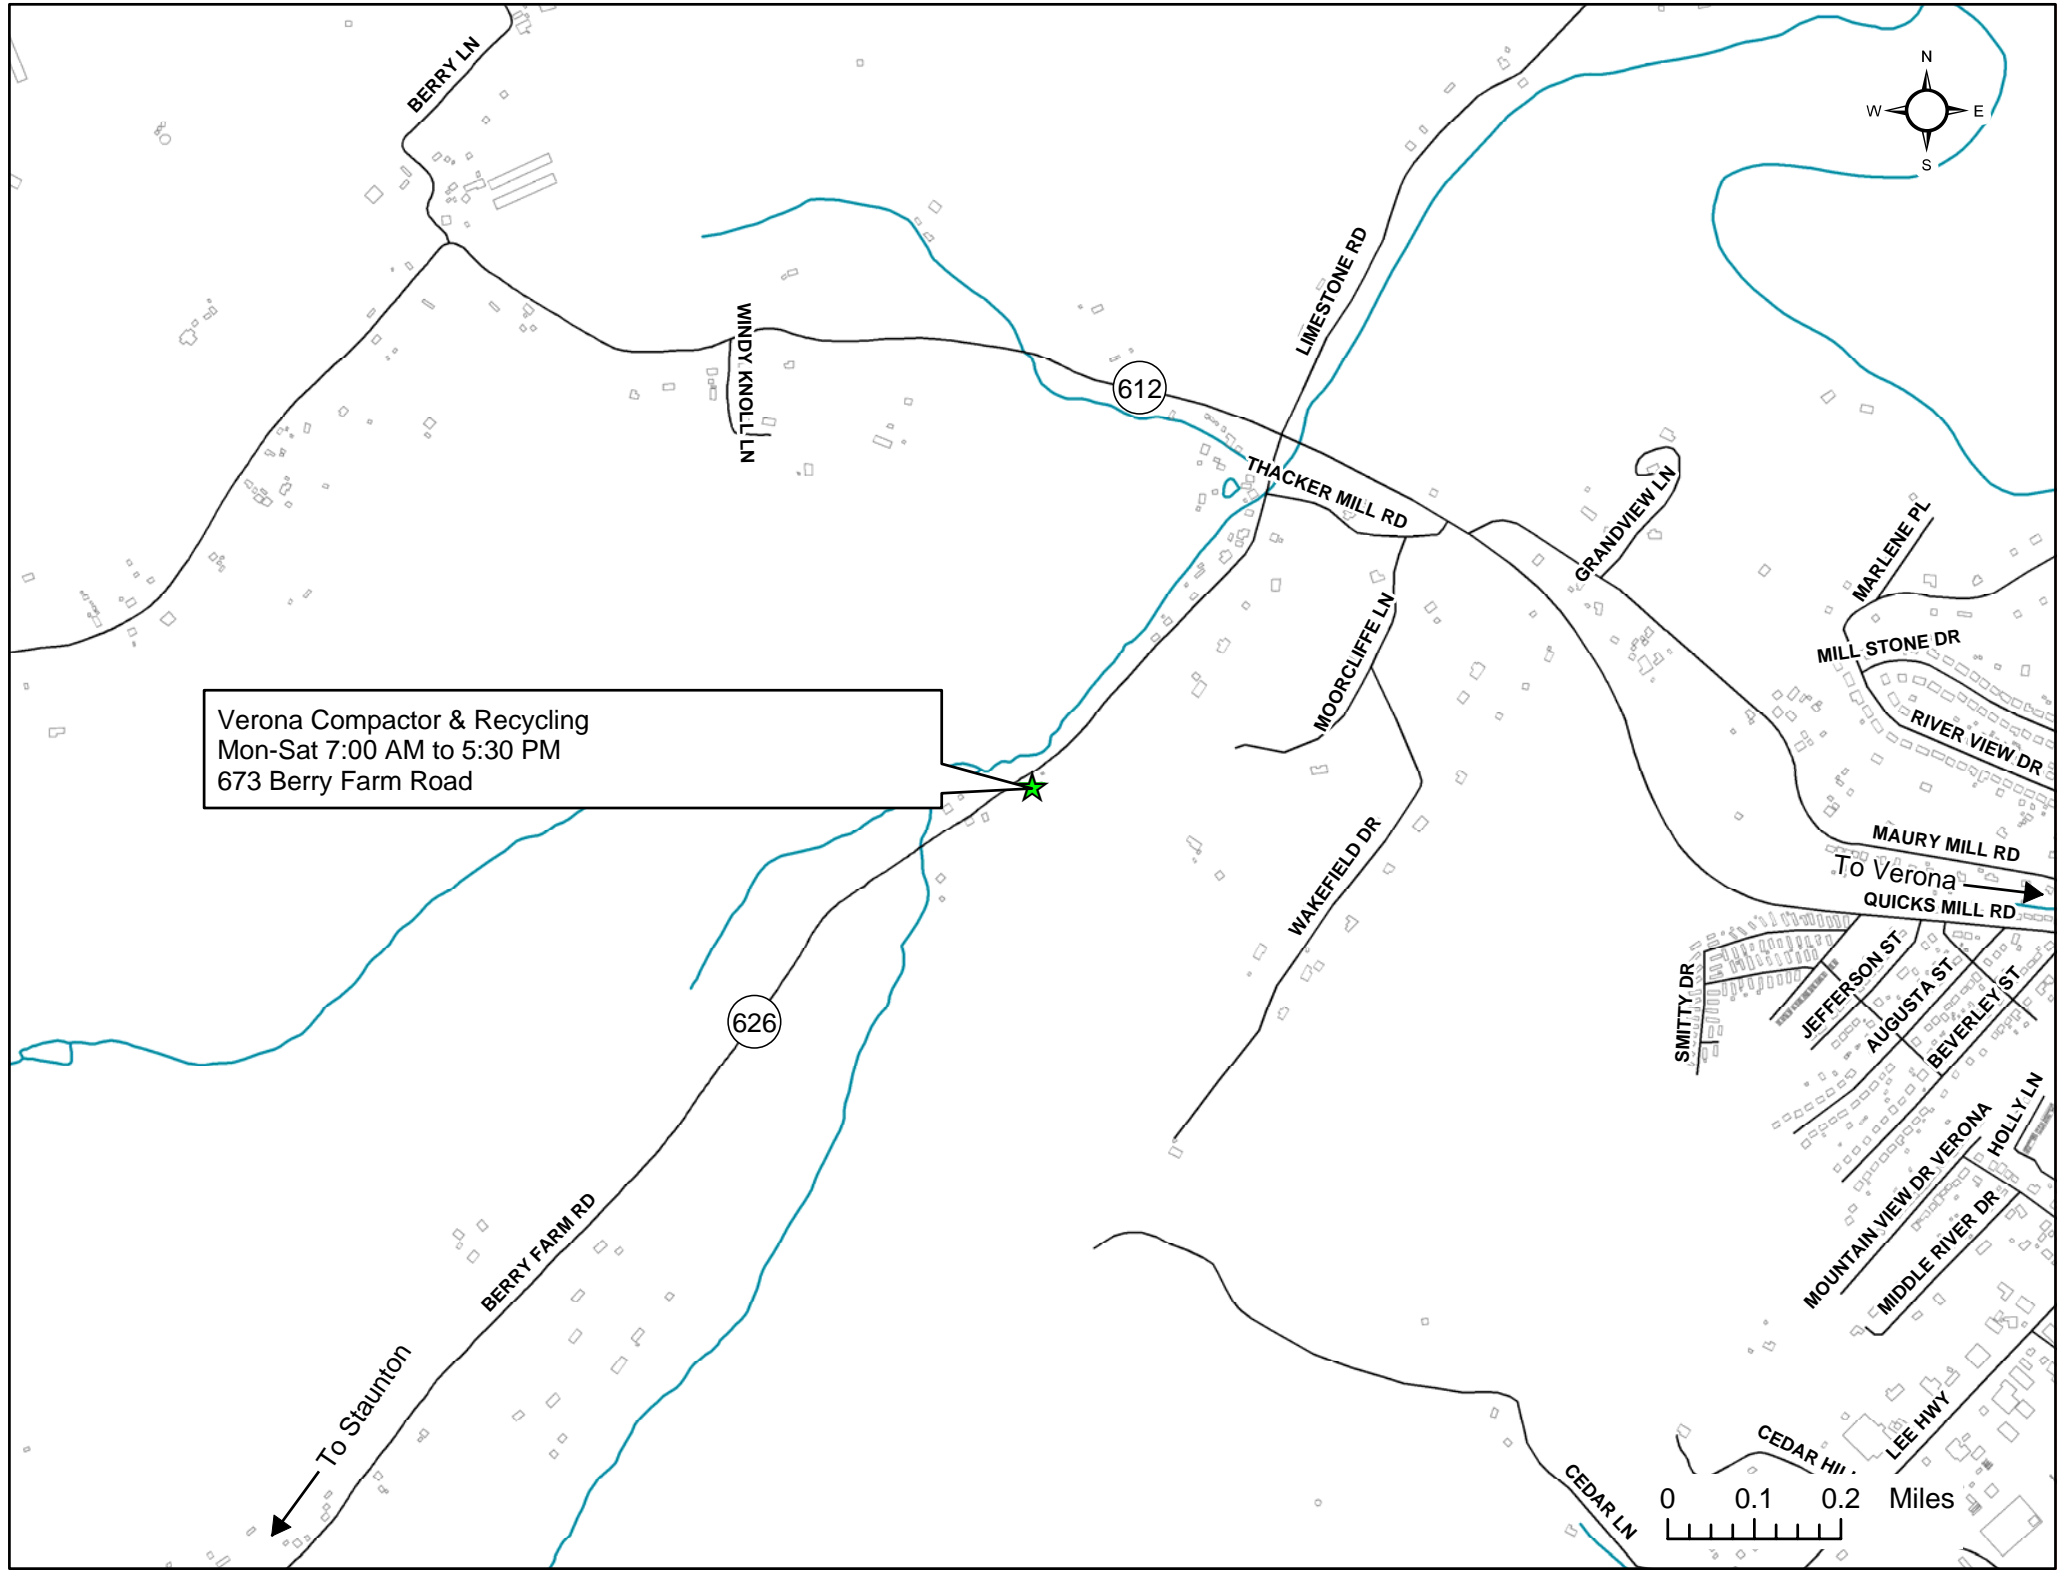 BERRY LN
N
W
E
S
LIMESTONE RD
WINDY KNOLL LN
612
THACKER MILL RD
GRANDVIEW LN
MARLENE PL
MILL STONE DR
MOORCLIFFE LN
RIVER VIEW DR
Verona Compactor & Recycling
Mon-Sat 7:00 AM to 5:30 PM
673 Berry Farm Road
WAKEFIELD DR
MAURY MILL RD
To Verona
QUICKS MILL RD
SMITTY DR
JEFFERSON ST
AUGUSTA ST
BEVERLEY ST
626
HOLLY LN
MOUNTAIN VIEW DR VERONA
MIDDLE RIVER DR
BERRY FARM RD
To Staunton
LEE HWY
CEDAR HILL
CEDAR LN
0 0.1 0.2 Miles